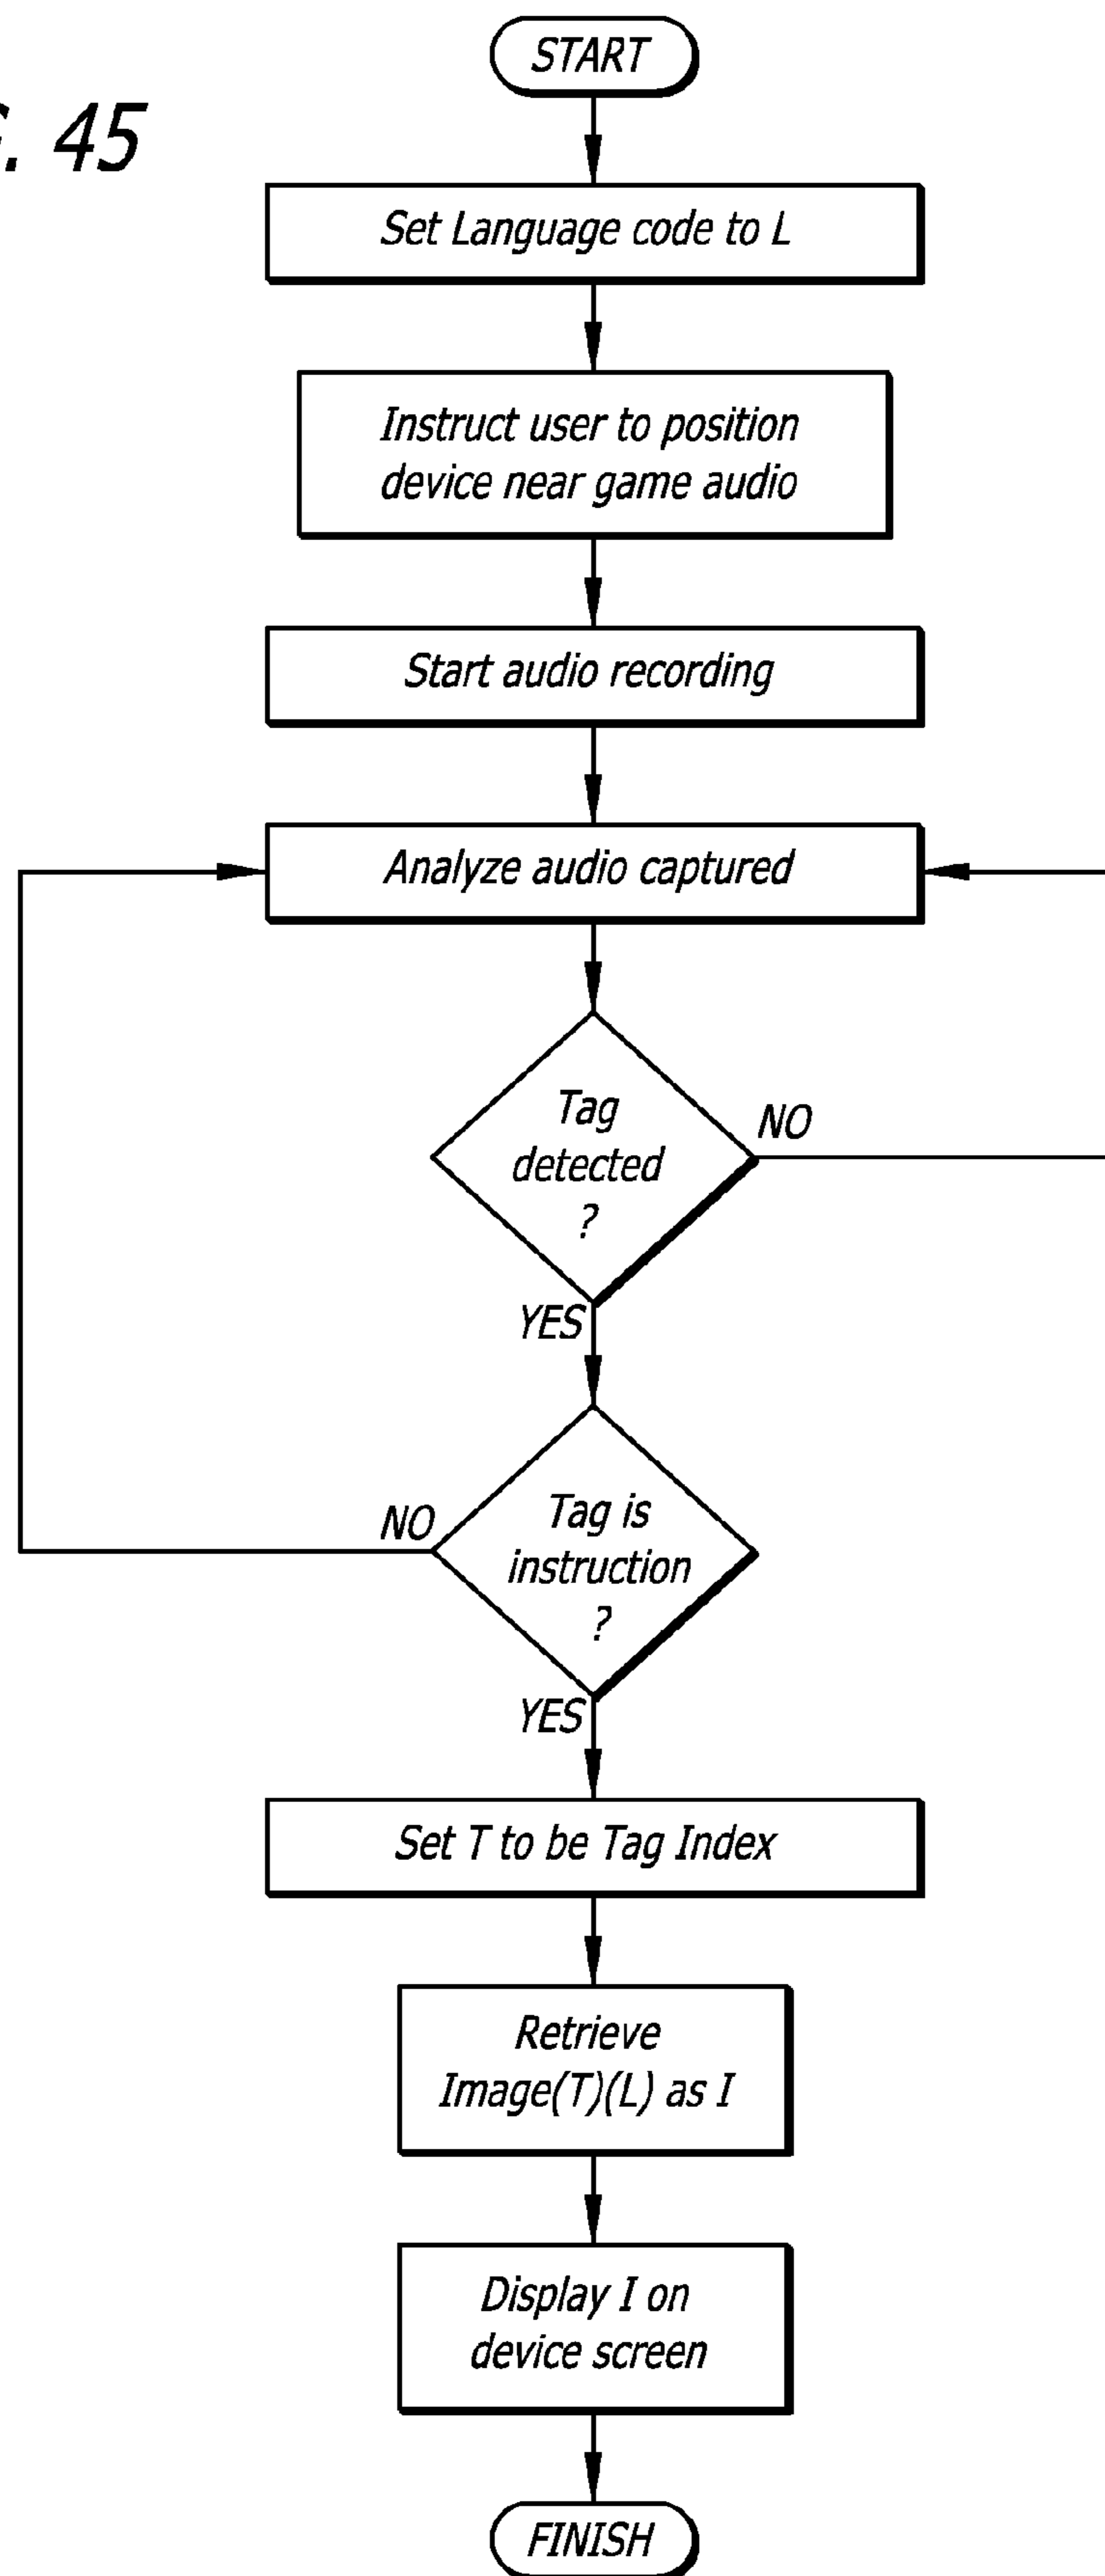 START
. 45
Set Language code to L
Instruct user to position
device near game audio
Start audio recording
Analyze audio captured
Tag
detected
?
NO
YES
Tag is
instruction
?
NO
YES
Set T to be Tag Index
Retrieve
Image(T)(L) as I
Display I on
device screen
FINISH